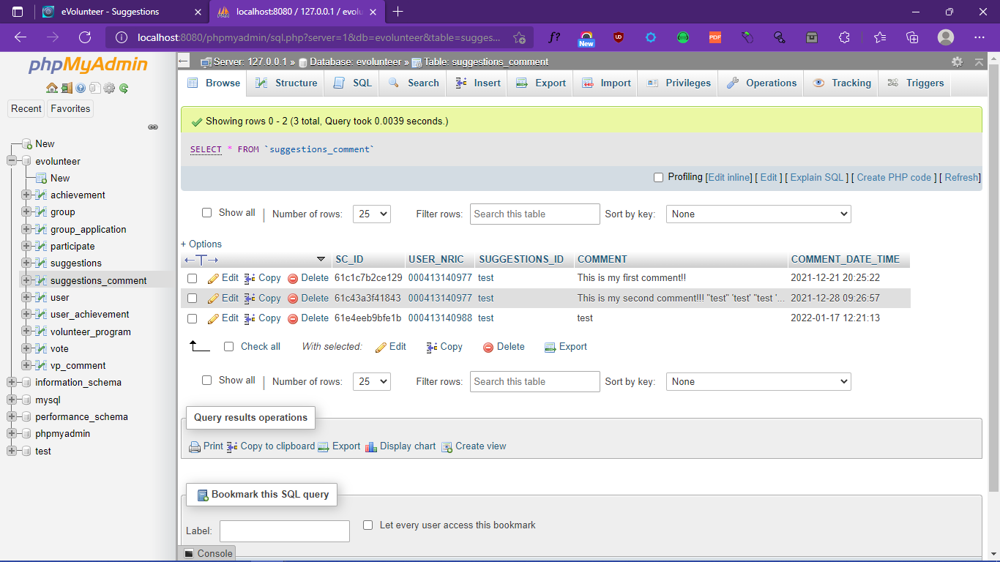 eVolunteer - Suggestions
localhost:8080 / 127.0.0.1 / evolu
localhost:8080/phpmyadmin/sql.php?server=1&db=evolunteer&table=sugges...
f?
New
UD
PDF
phpMyAdmin
Recent Favorites
New
evolunteer
New
achievement
group
group_application
participate
suggestions
suggestions_comment
user
user_achievement
volunteer_program
vote
vp_comment
information_schema
mysql
performance_schema
phpmyadmin
test
Server: 127.0.0.1 » Database: evolunteer » Table: suggestions_comment
Browse Structure SQL Search Insert Export Import Privileges Operations Tracking Triggers
Showing rows 0 - 2 (3 total, Query took 0.0039 seconds.)
SELECT * FROM `suggestions_comment`
Profiling [Edit inline] [ Edit ] [ Explain SQL ] [ Create PHP code ] [ Refresh]
Show all | Number of rows: 25 Filter rows: Search this table Sort by key: None
+ Options
←T→ SC_ID USER_NRIC SUGGESTIONS_ID COMMENT COMMENT_DATE_TIME
Edit Copy Delete 61c1c7b2ce129 000413140977 test This is my first comment!! 2021-12-21 20:25:22
Edit Copy Delete 61c43a3f41843 000413140977 test This is my second comment!!! "test" 'test' "test '... 2021-12-28 09:26:57
Edit Copy Delete 61e4eeb9bfe1b 000413140988 test test 2022-01-17 12:21:13
Check all With selected: Edit Copy Delete Export
Show all | Number of rows: 25 Filter rows: Search this table Sort by key: None
Query results operations
Print Copy to clipboard Export Display chart Create view
Bookmark this SQL query
Label: Let every user access this bookmark
Console